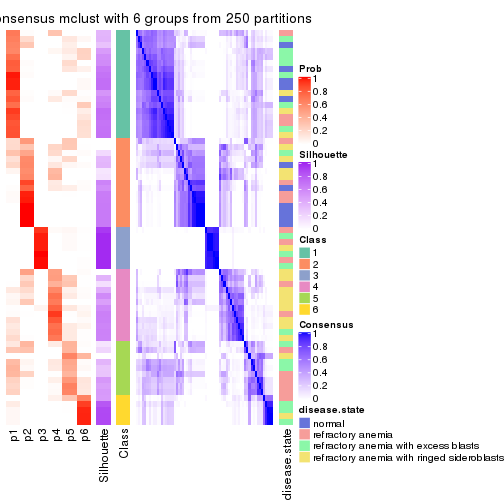 onsensus mclust with 6 groups from 250 partitions
Prob
1
0.8
0.6
0.4
0.2
0
Silhouette
1
0.8
0.6
0.4
0.2
0
Class
1
2
3
4
5
6
Consensus
1
0.8
0.6
0.4
0.2
0
disease.state
normal
refractory anemia
refractory anemia with excess blasts
refractory anemia with ringed sideroblasts
p1
p2
p3
p4
p5
p6
Silhouette
Class
disease.state